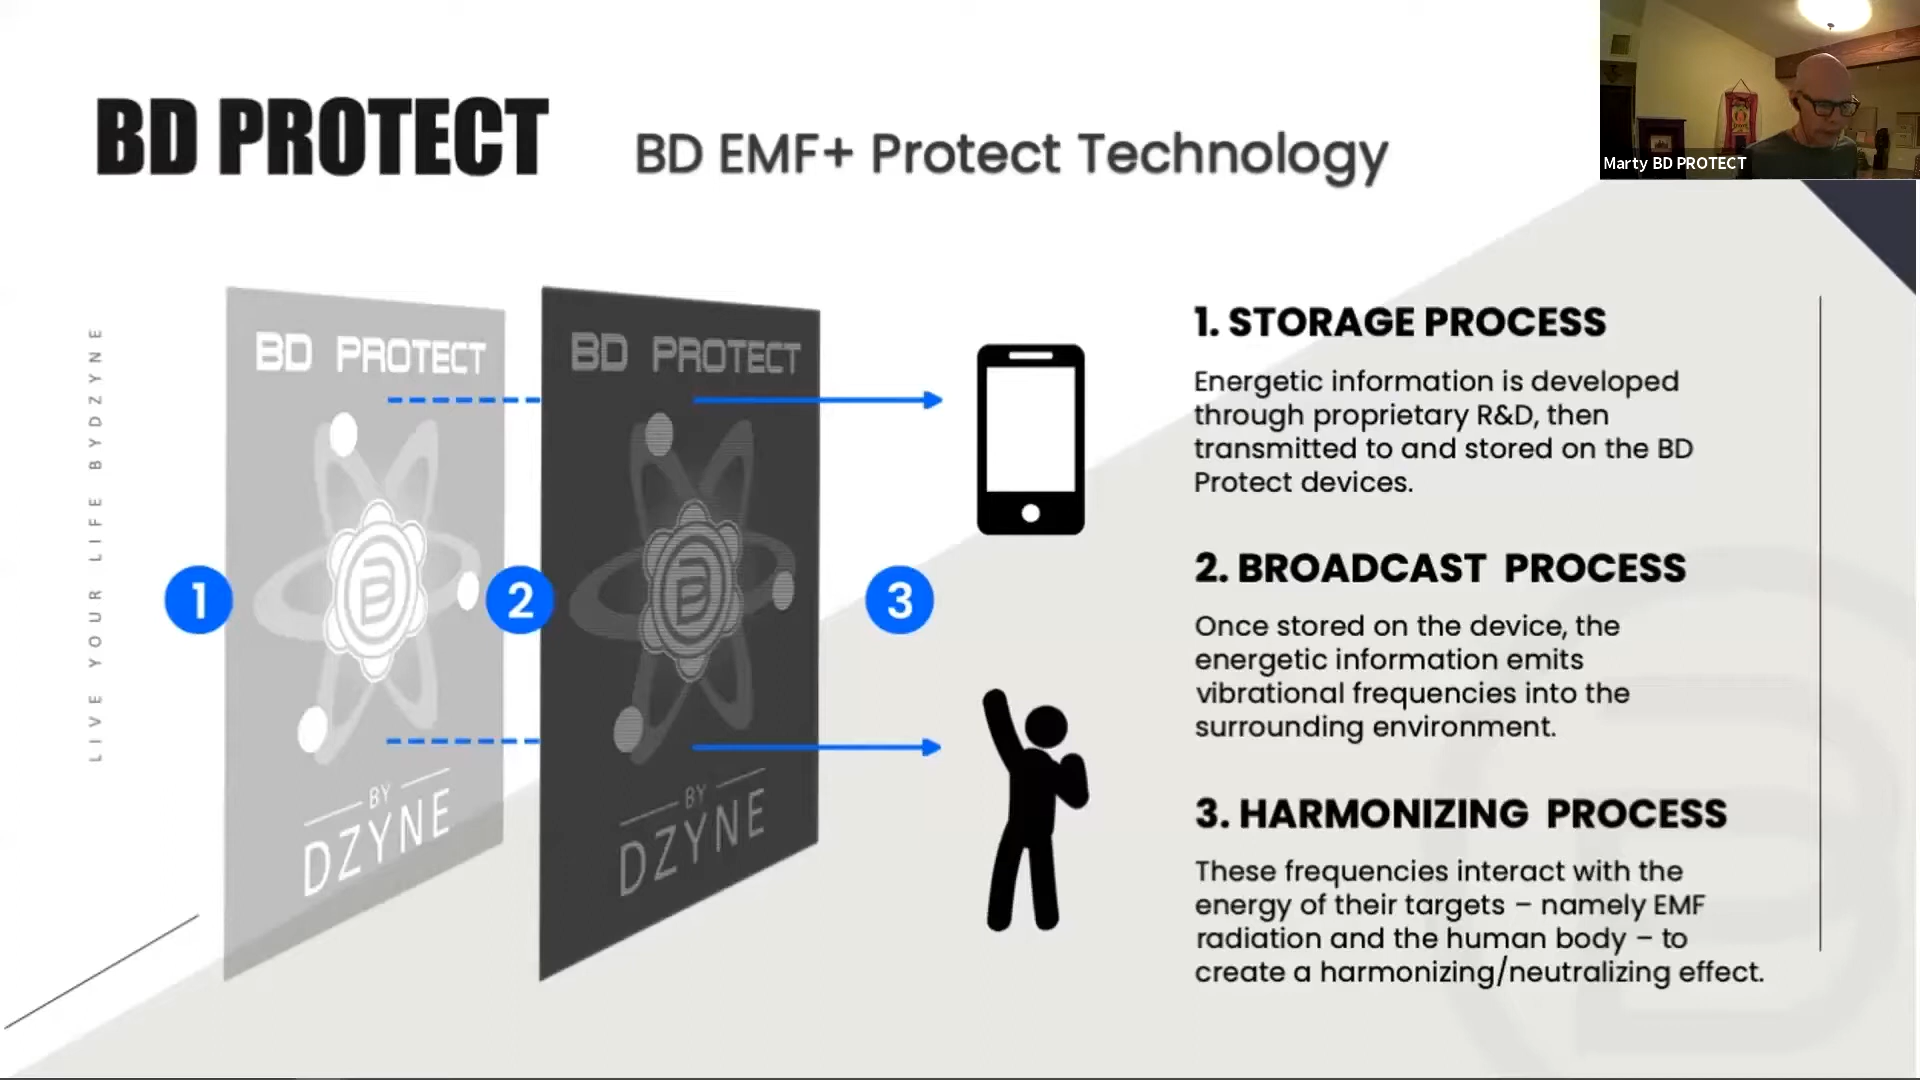 BD PROTECT
BD EMF+ Protect Technology
Marty BD PROTECT
LIVE YOUR LIFE BYDZYNE
BD PROTECT
BY
DZYNE
BD PROTECT
BY
DZYNE
1
2
3
1. STORAGE PROCESS
Energetic information is developed
through proprietary R&D, then
transmitted to and stored on the BD
Protect devices.
2. BROADCAST PROCESS
Once stored on the device, the
energetic information emits
vibrational frequencies into the
surrounding environment.
3. HARMONIZING PROCESS
These frequencies interact with the
energy of their targets – namely EMF
radiation and the human body – to
create a harmonizing/neutralizing effect.